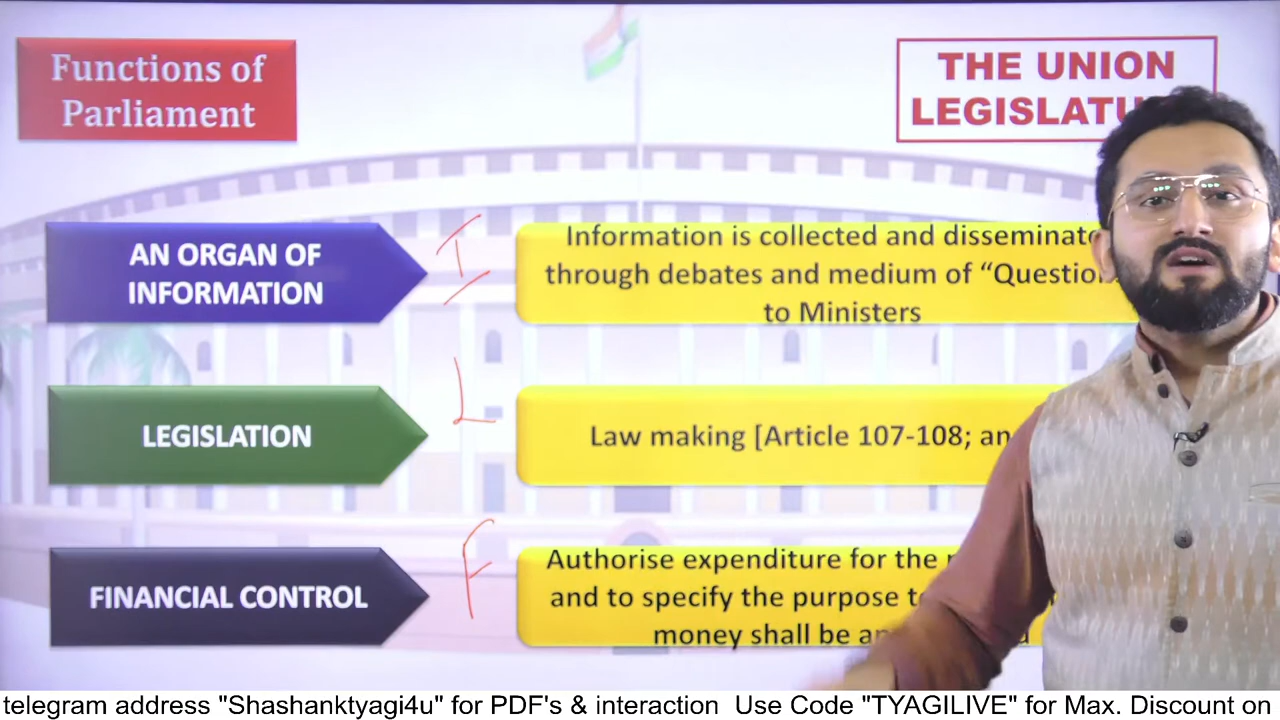 Functions of
Parliament
THE UNION
LEGISLATU
AN ORGAN OF
INFORMATION
I
Information is collected and disseminat
through debates and medium of “Questio
to Ministers
LEGISLATION
L
Law making [Article 107-108; an
FINANCIAL CONTROL
F
Authorise expenditure for the
and to specify the purpose t
money shall be a
telegram address "Shashanktyagi4u" for PDF's & interaction Use Code "TYAGILIVE" for Max. Discount on